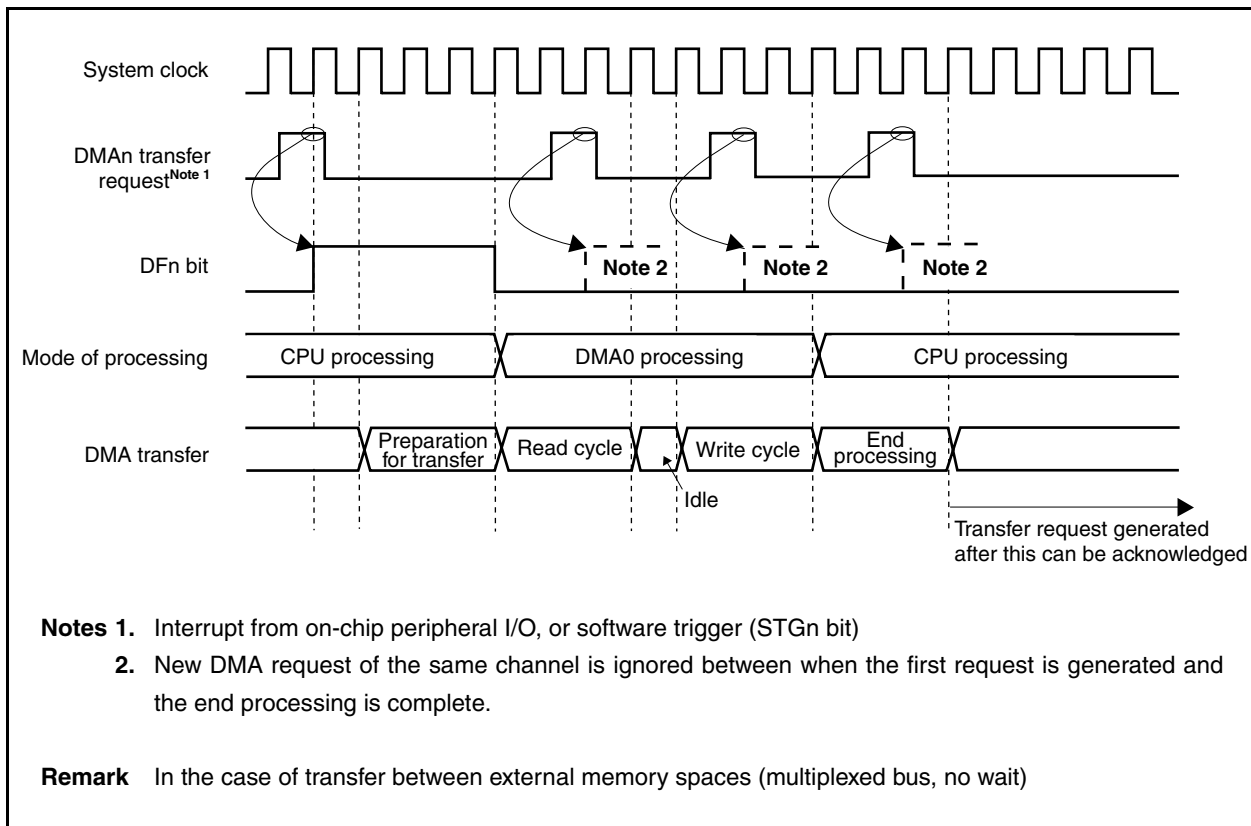 System clock
DMAn transfer
requestNote 1
DFn bit
Note 2
Note 2
Note 2
Mode of processing
CPU processing
DMA0 processing
CPU processing
DMA transfer
Preparation
for transfer
Read cycle
Write cycle
End
processing
Idle
Transfer request generated
after this can be acknowledged
Notes 1. Interrupt from on-chip peripheral I/O, or software trigger (STGn bit)
2. New DMA request of the same channel is ignored between when the first request is generated and
the end processing is complete.
Remark In the case of transfer between external memory spaces (multiplexed bus, no wait)